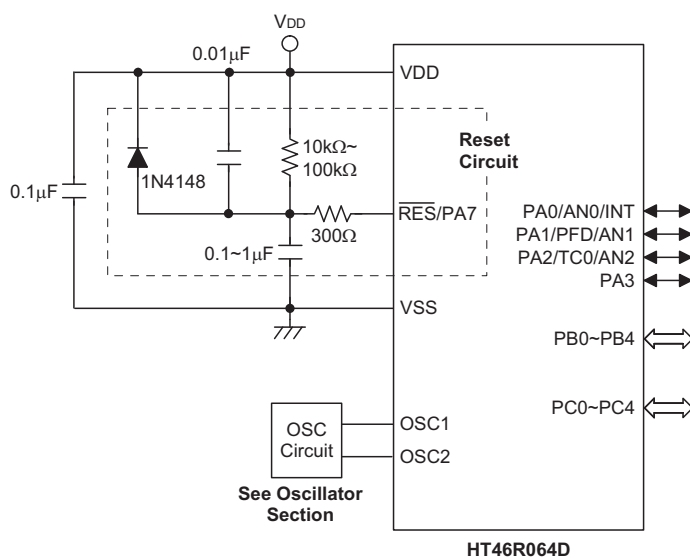 VDD
0.01μF
VDD
Reset
Circuit
10kΩ~
100kΩ
1N4148
0.1μF
RES/PA7
300Ω
0.1~1μF
VSS
PA0/AN0/INT
PA1/PFD/AN1
PA2/TC0/AN2
PA3
PB0~PB4
PC0~PC4
OSC
Circuit
OSC1
OSC2
See Oscillator
Section
HT46R064D